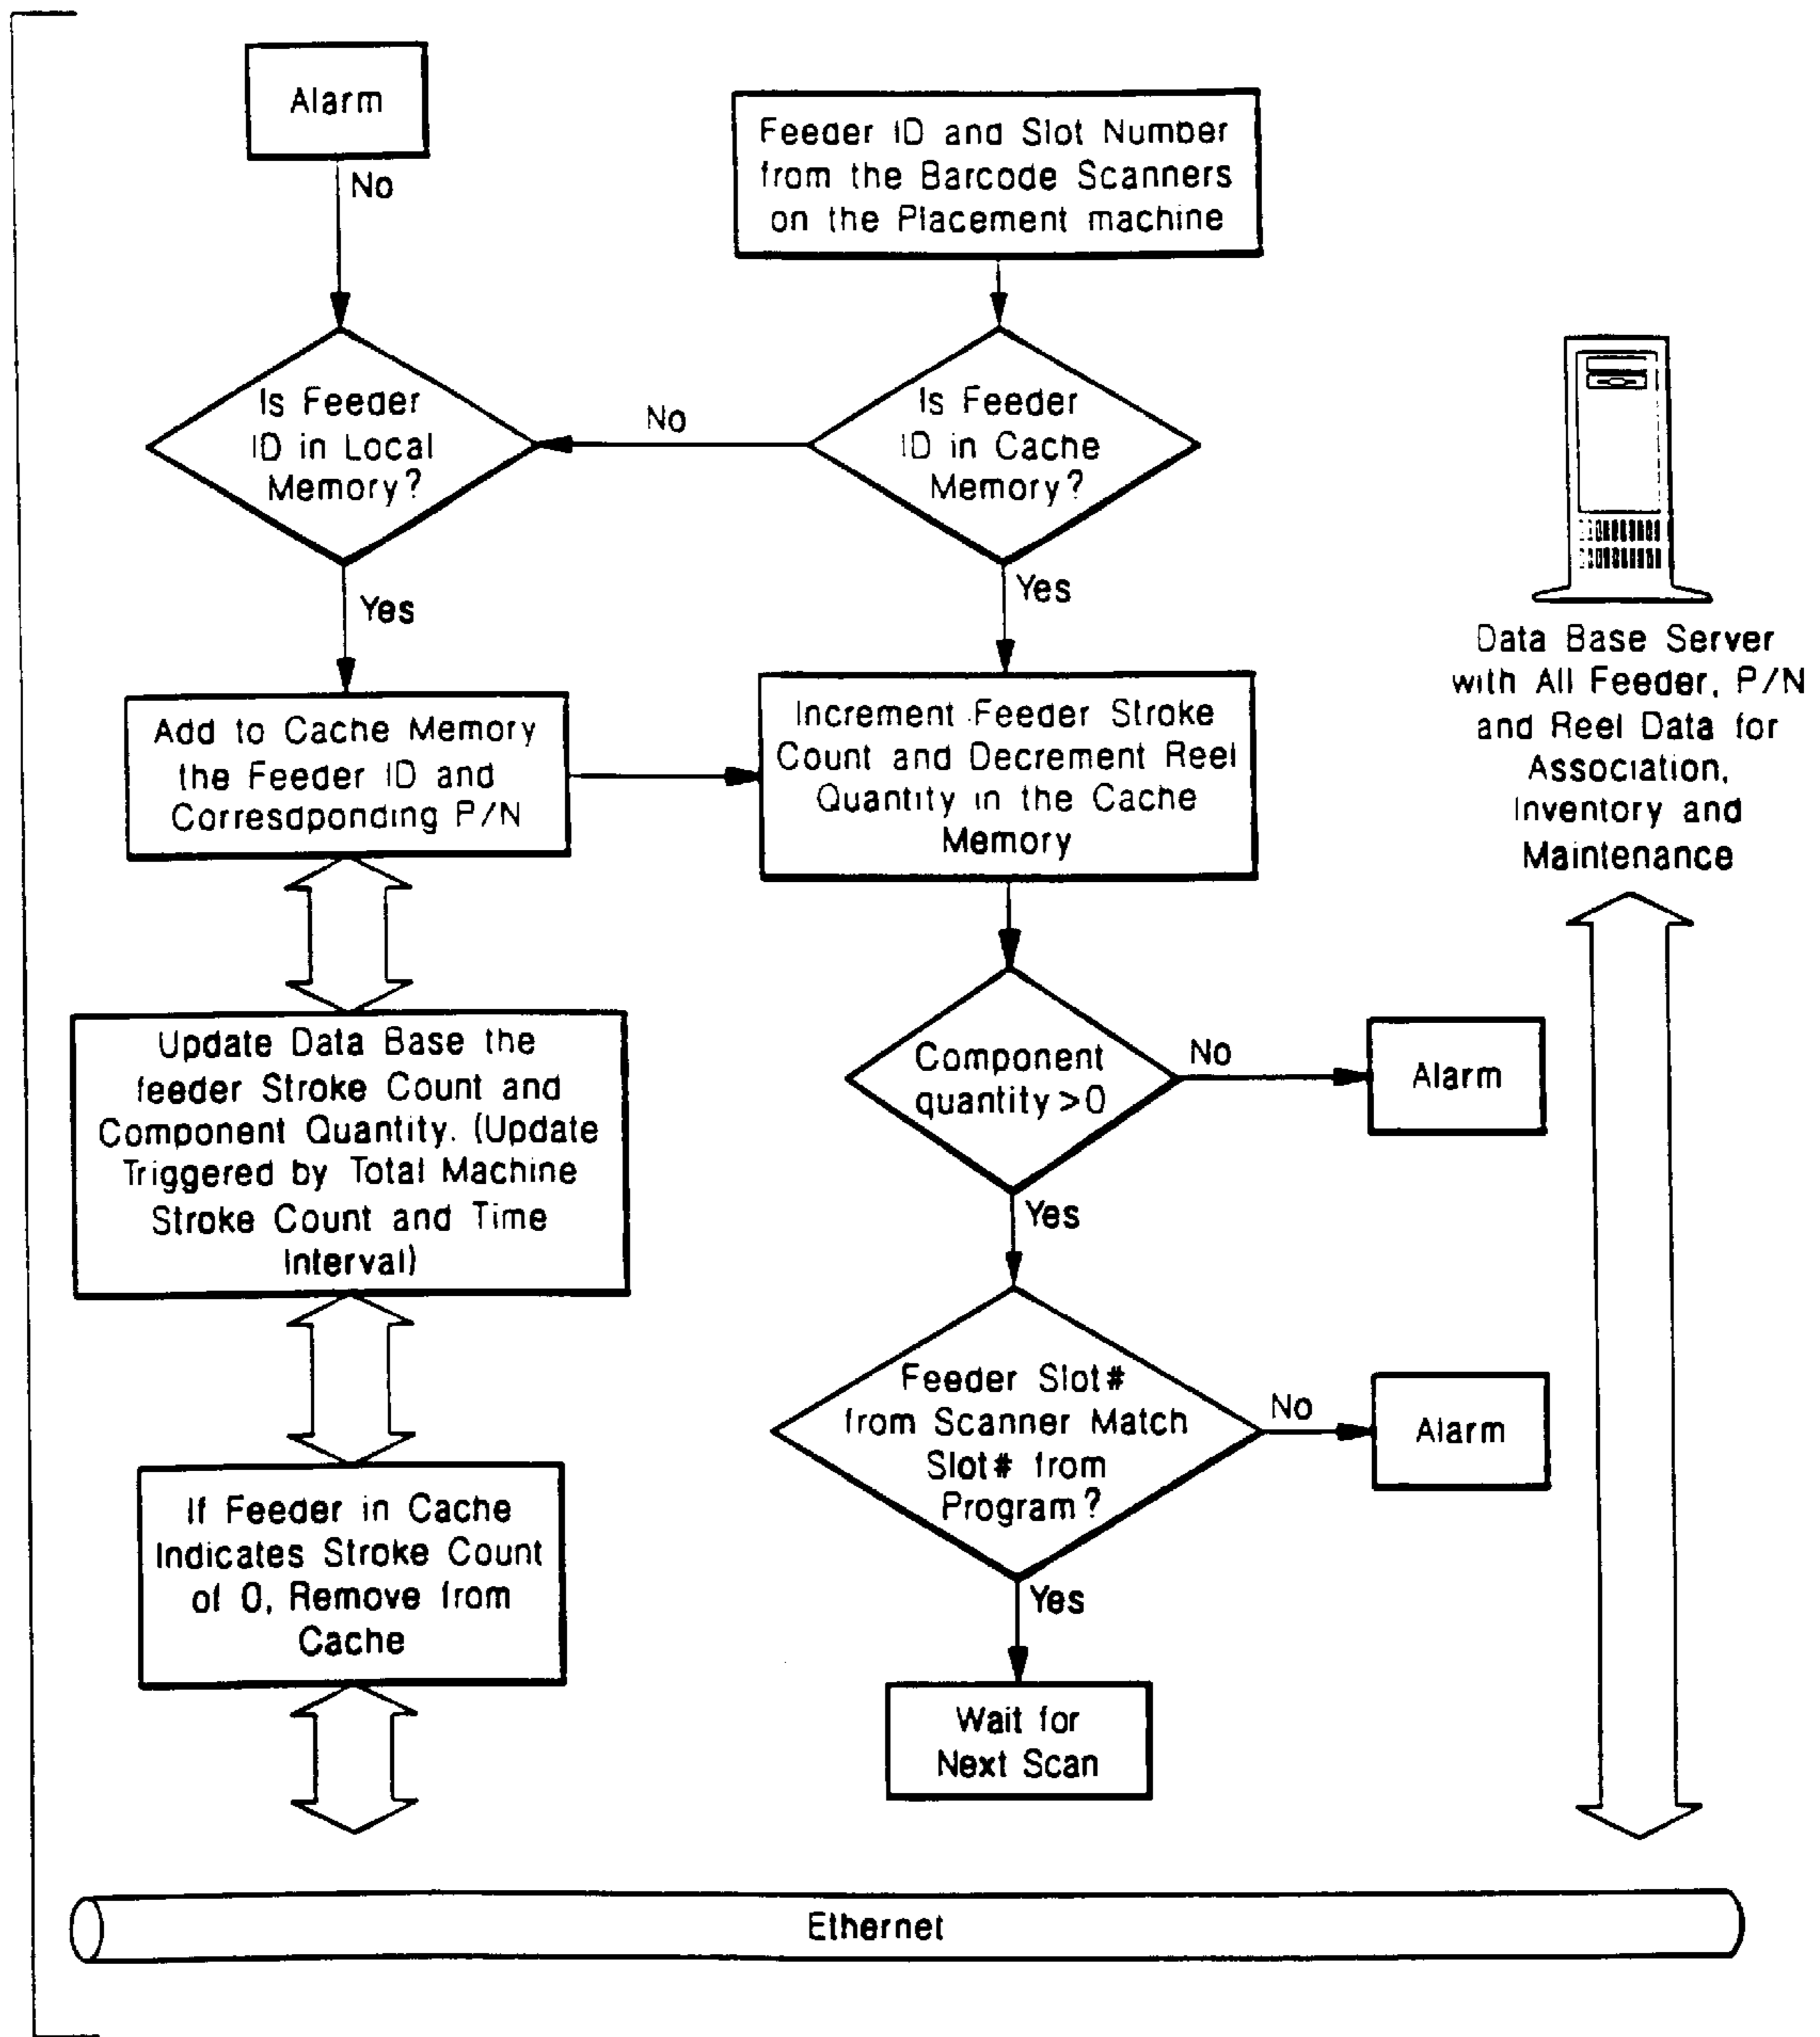 Alarm
No
Feeder ID and Slot Number
from the Barcode Scanners
on the Placement machine
Is Feeder
ID in Local
Memory?
No
Is Feeder
ID in Cache
Memory?
Yes
Yes
Add to Cache Memory
the Feeder ID and
Corresdponding P/N
Increment Feeder Stroke
Count and Decrement Reel
Quantity in the Cache
Memory
Data Base Server
with All Feeder, P/N
and Reel Data for
Association,
Inventory and
Maintenance
Update Data Base the
feeder Stroke Count and
Component Quantity. (Update
Triggered by Total Machine
Stroke Count and Time
Interval)
Component
quantity >0
No
Alarm
Yes
Feeder Slot#
from Scanner Match
Slot# from
Program?
No
Alarm
If Feeder in Cache
Indicates Stroke Count
of 0, Remove from
Cache
Yes
Wait for
Next Scan
Ethernet